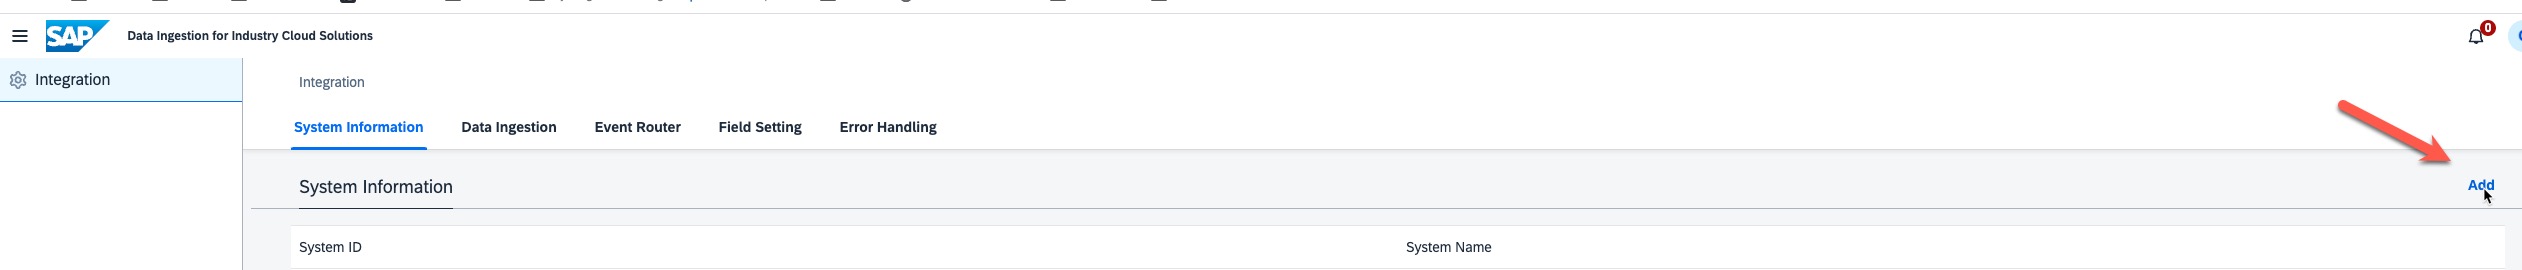 SAP Data Ingestion for Industry Cloud Solutions 0
Integration
Integration
System Information Data Ingestion Event Router Field Setting Error Handling
System Information Add
System ID System Name